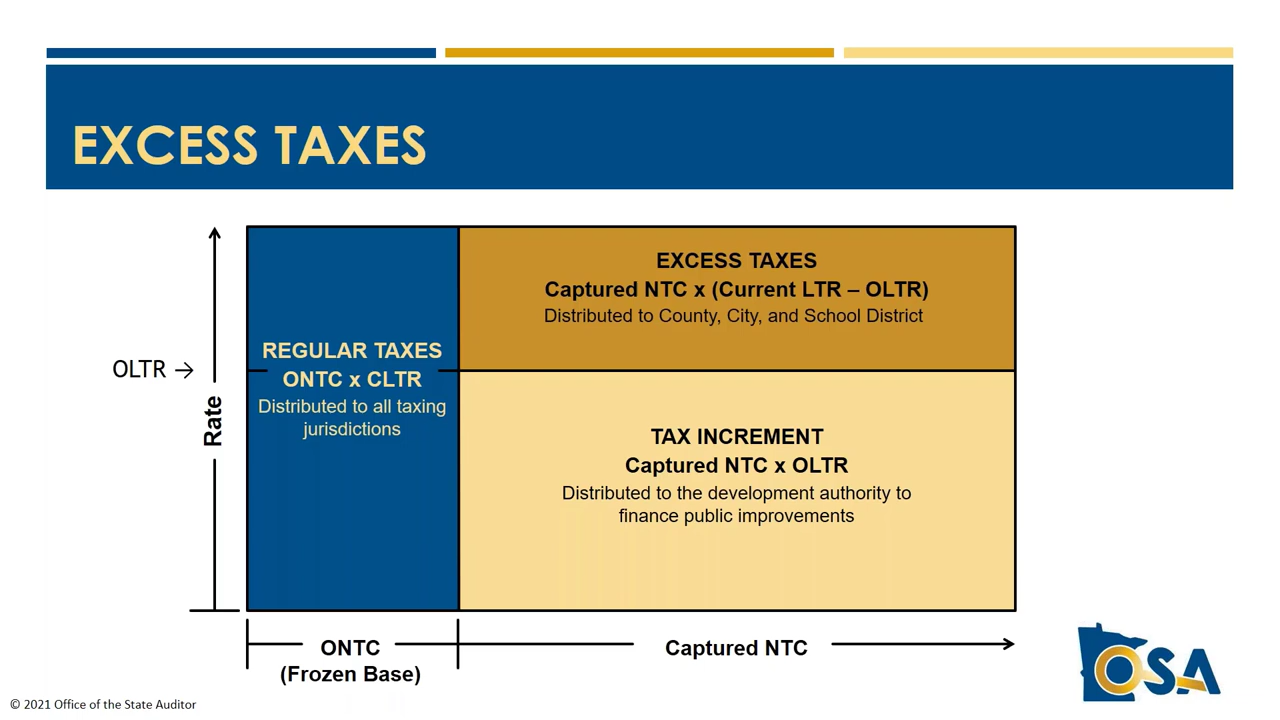 EXCESS TAXES
EXCESS TAXES
Captured NTC x (Current LTR – OLTR)
Distributed to County, City, and School District
REGULAR TAXES
ONTC x CLTR
Distributed to all taxing
jurisdictions
OLTR →
Rate
TAX INCREMENT
Captured NTC x OLTR
Distributed to the development authority to
finance public improvements
ONTC
(Frozen Base)
Captured NTC
OSA
© 2021 Office of the State Auditor